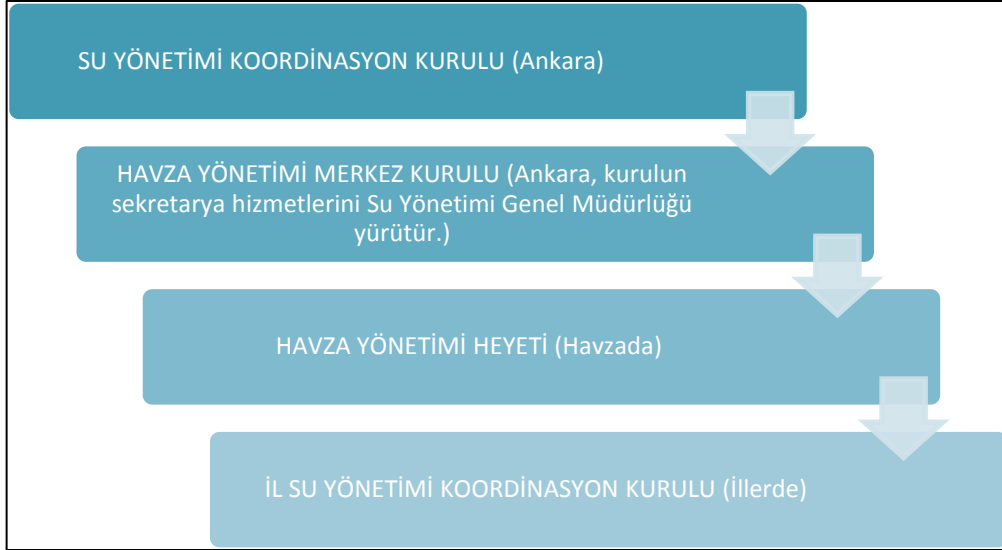 SU YÖNETİMİ KOORDİNASYON KURULU (Ankara)
HAVZA YÖNETİMİ MERKEZ KURULU (Ankara, kurulun
sekretarya hizmetlerini Su Yönetimi Genel Müdürlüğü
yürütür.)
HAVZA YÖNETİMİ HEYETİ (Havzada)
İL SU YÖNETİMİ KOORDİNASYON KURULU (İllerde)